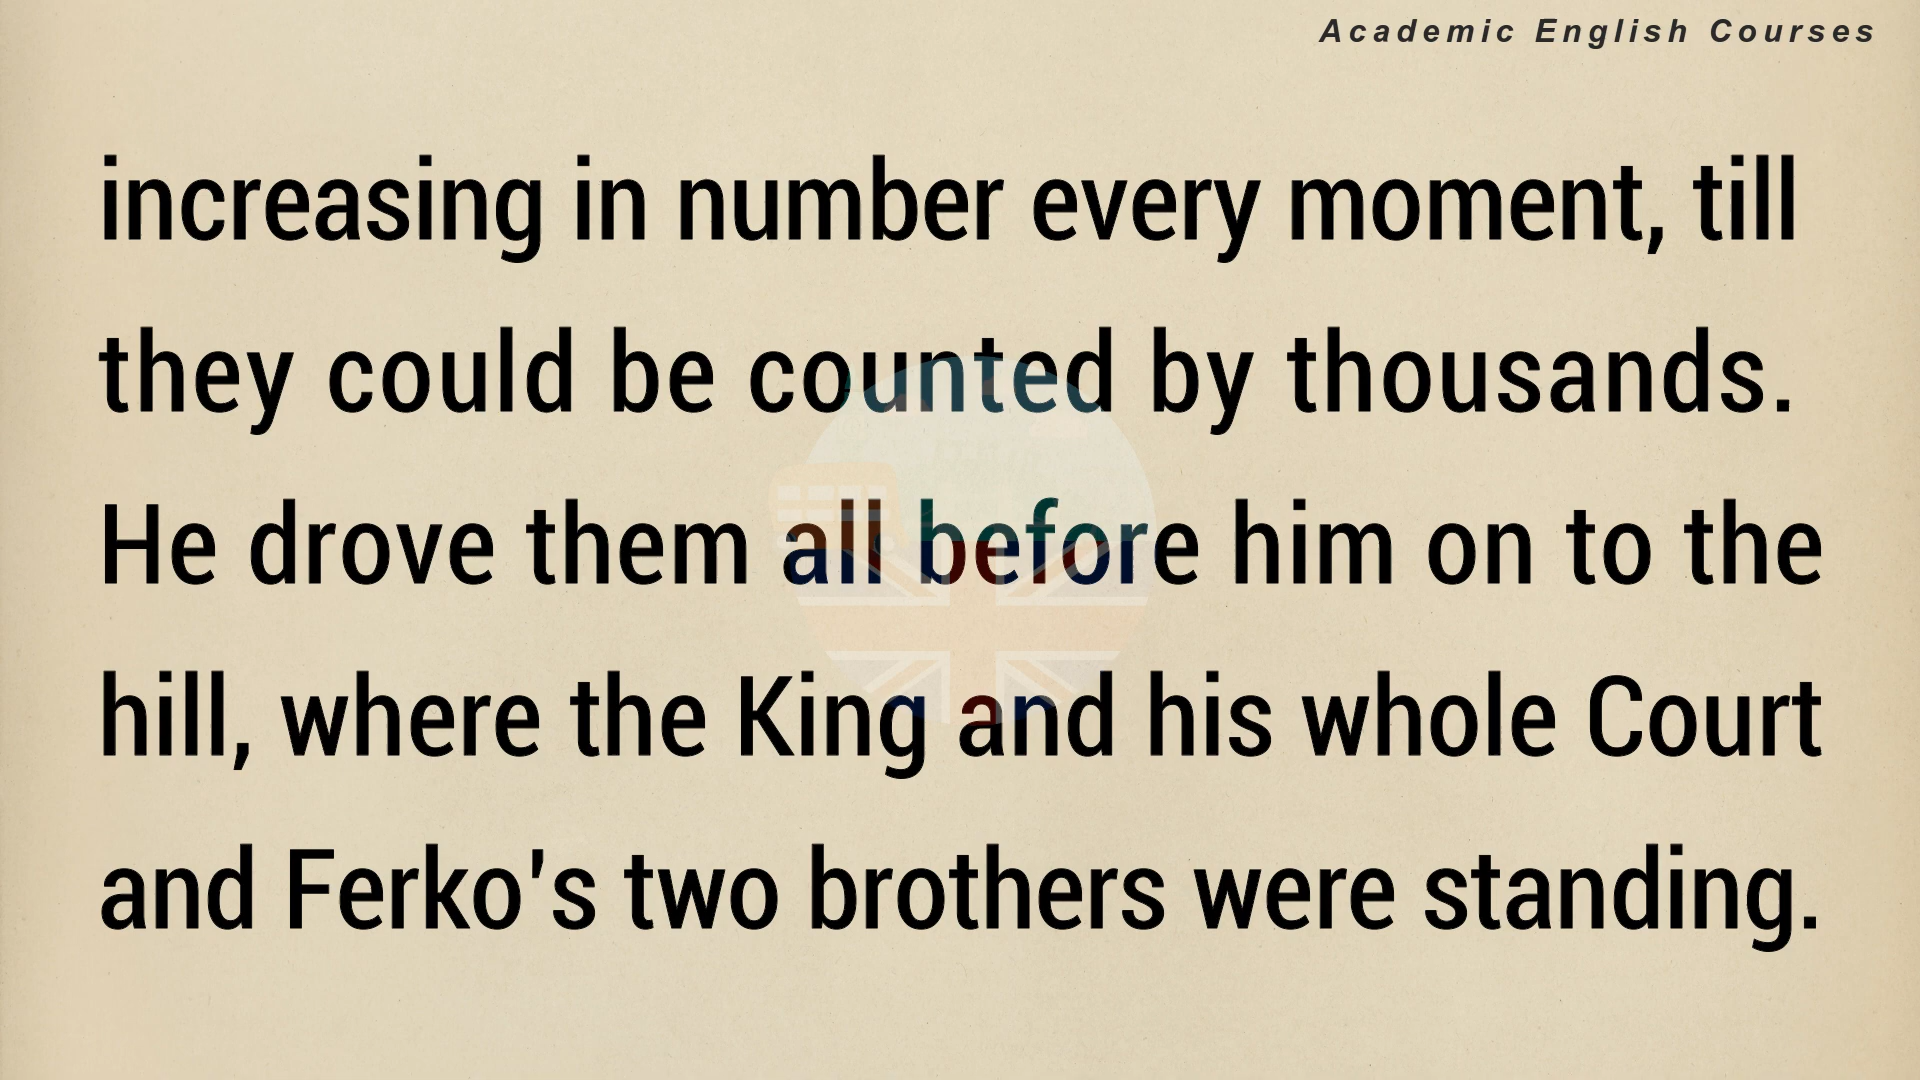 Academic English Courses
increasing in number every moment, till
they could be counted by thousands.
He drove them all before him on to the
hill, where the King and his whole Court
and Ferko's two brothers were standing.